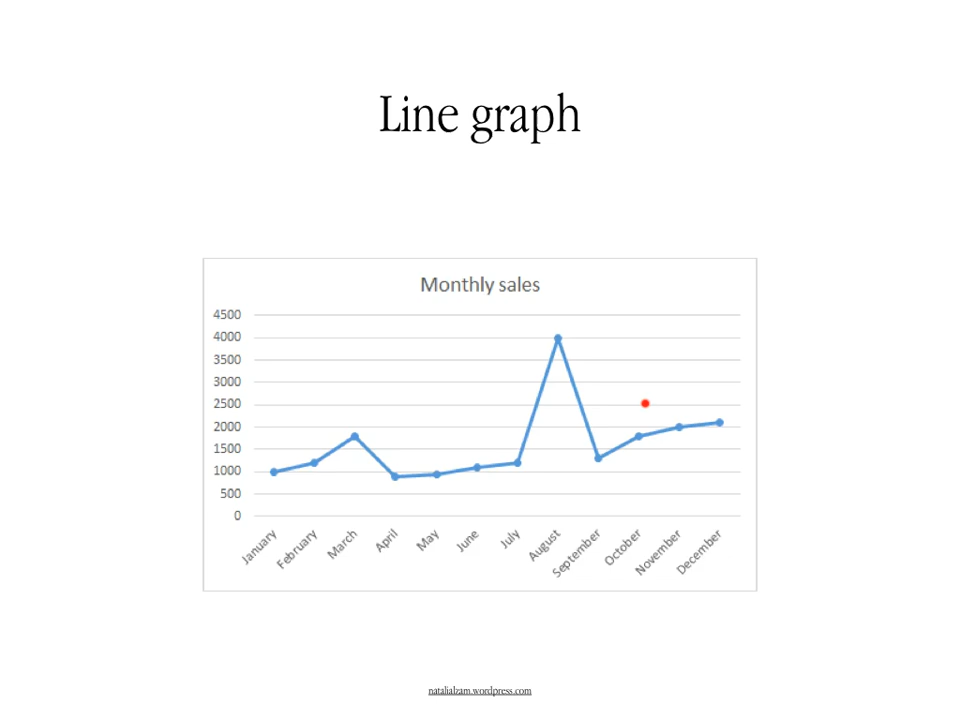 Line graph
Monthly sales
4500
4000
3500
3000
2500
2000
1500
1000
500
0
January
February
March
April
May
June
July
August
September
October
November
December
natalialzam.wordpress.com